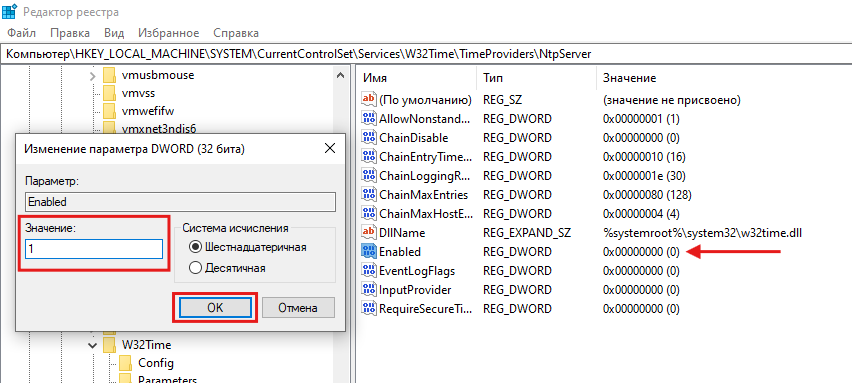 Редактор реестра
Файл Правка Вид Избранное Справка
Компьютер\HKEY_LOCAL_MACHINE\SYSTEM\CurrentControlSet\Services\W32Time\TimeProviders\NtpServer
vmusbmouse
vmvss
vmwefifw
vmxnet3ndis6
Изменение параметра DWORD (32 бита)
Параметр:
Enabled
Значение:
1
Система исчисления
Шестнадцатеричная
Десятичная
OK Отмена
W32Time
Config
Parameters
Имя Тип Значение
(По умолчанию) REG_SZ (значение не присвоено)
AllowNonstand... REG_DWORD 0x00000001 (1)
ChainDisable REG_DWORD 0x00000000 (0)
ChainEntryTime... REG_DWORD 0x00000010 (16)
ChainLoggingR... REG_DWORD 0x0000001e (30)
ChainMaxEntries REG_DWORD 0x00000080 (128)
ChainMaxHostE... REG_DWORD 0x00000004 (4)
DllName REG_EXPAND_SZ %systemroot%\system32\w32time.dll
Enabled REG_DWORD 0x00000000 (0)
EventLogFlags REG_DWORD 0x00000000 (0)
InputProvider REG_DWORD 0x00000000 (0)
RequireSecureTi... REG_DWORD 0x00000000 (0)